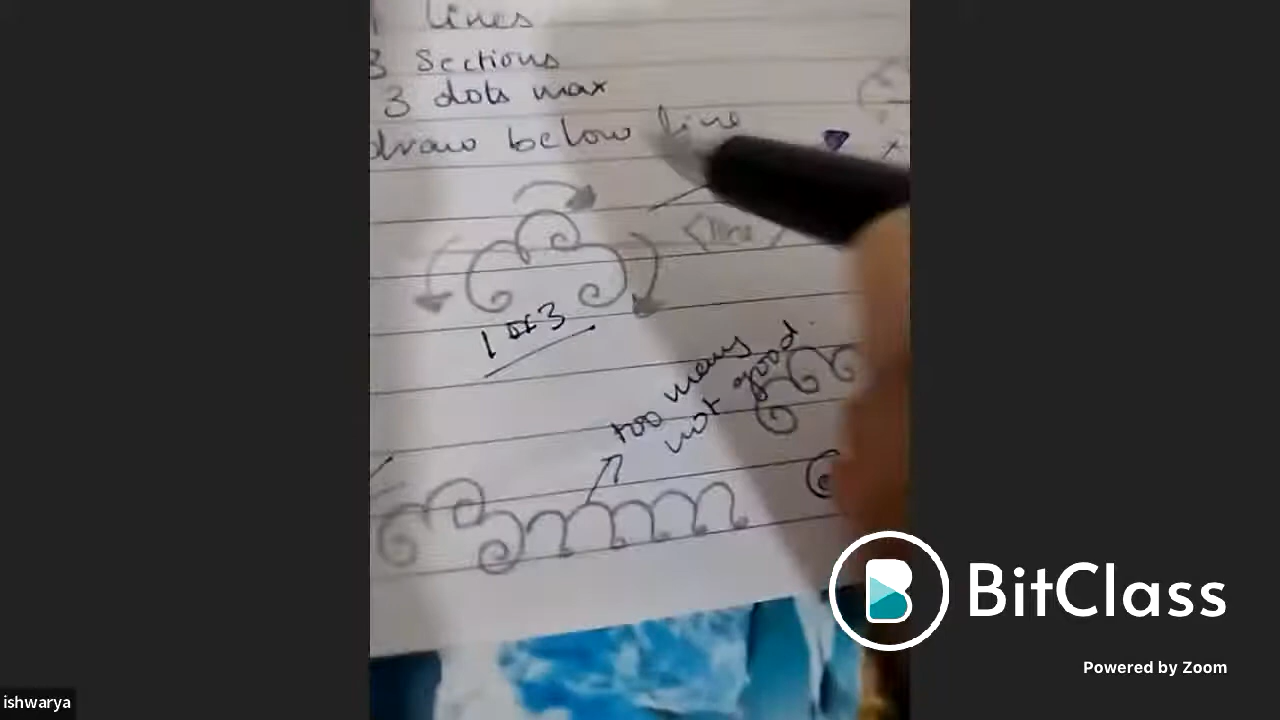 lines
3 Sections
3 dots max
draw below line
1 or 3
too many
not good.
BitClass
Powered by Zoom
ishwarya